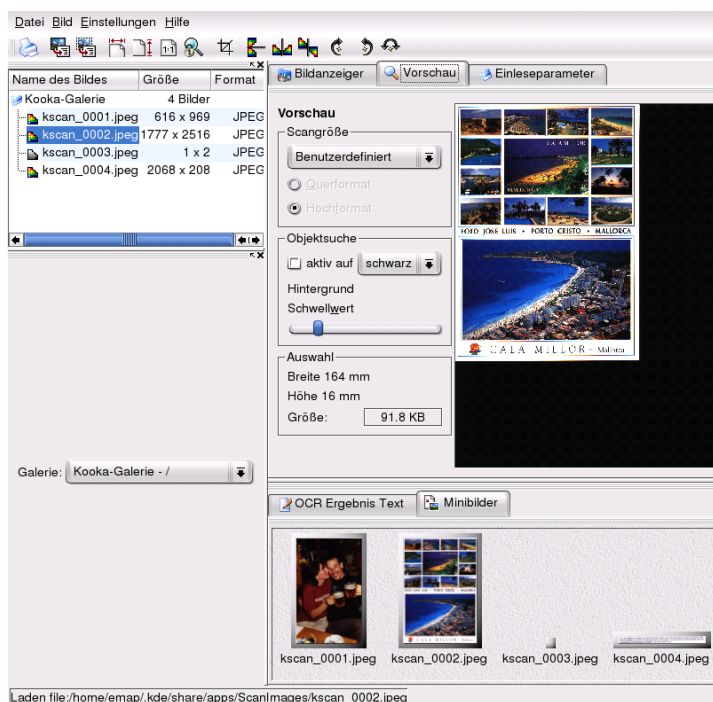 Datei Bild Einstellungen Hilfe
Name des Bildes Größe Format
Kooka-Galerie 4 Bilder
kscan_0001.jpeg 616 x 969 JPEG
kscan_0002.jpeg 1777 x 2516 JPEG
kscan_0003.jpeg 1 x 2 JPEG
kscan_0004.jpeg 2068 x 208 JPEG
Galerie: Kooka-Galerie - /
Bildanzeiger Vorschau Einleseparameter
Vorschau
Scangröße
Benutzerdefiniert
Querformat
Hochformat
Objektsuche
aktiv auf schwarz
Hintergrund
Schwellwert
Auswahl
Breite 164 mm
Höhe 16 mm
Größe: 91.8 KB
MALLORCA
FOTO JOSE LUIS • PORTO CRISTO • MALLORCA
CALA MILLOR - Mallorca
OCR Ergebnis Text Minibilder
kscan_0001.jpeg kscan_0002.jpeg kscan_0003.jpeg kscan_0004.jpeg
Laden file:/home/emap/.kde/share/apps/ScanImages/kscan_0002.jpeg